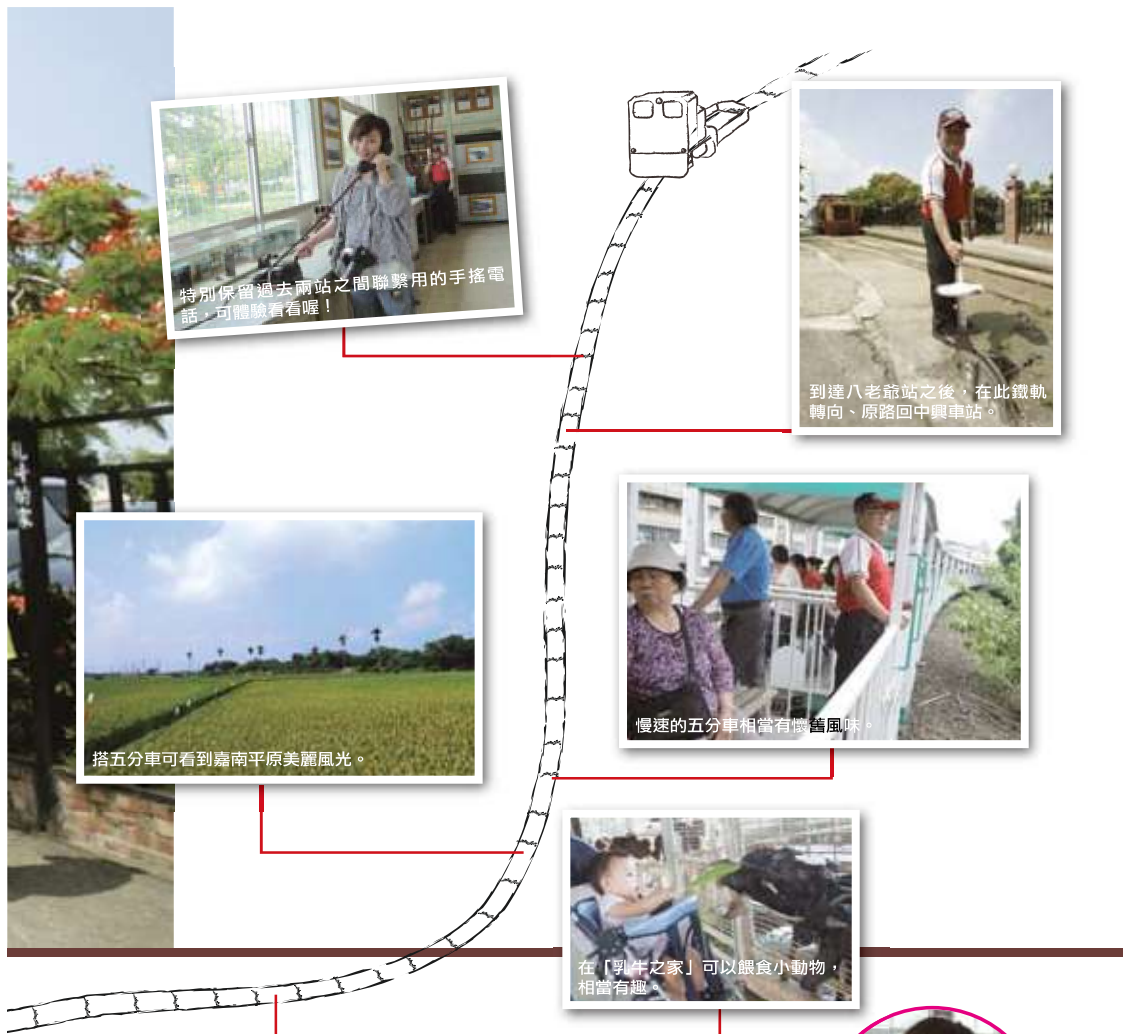 特別保留過去兩站之間聯繫用的手搖電
話，可體驗看看喔！
到達八老爺站之後，在此鐵軌
轉向、原路回中興車站。
慢速的五分車相當有懷舊風味。
搭五分車可看到嘉南平原美麗風光。
在「乳牛之家」可以餵食小動物，
相當有趣。